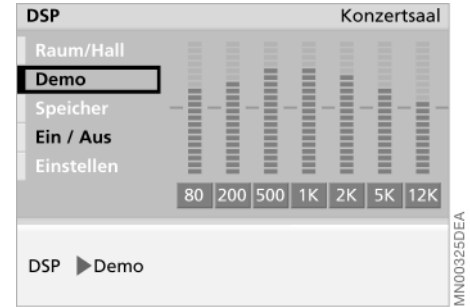 DSP Konzertsaal
Raum/Hall
Demo
Speicher
Ein / Aus
Einstellen
80 200 500 1K 2K 5K 12K
DSP ▶Demo
MN00325DEA